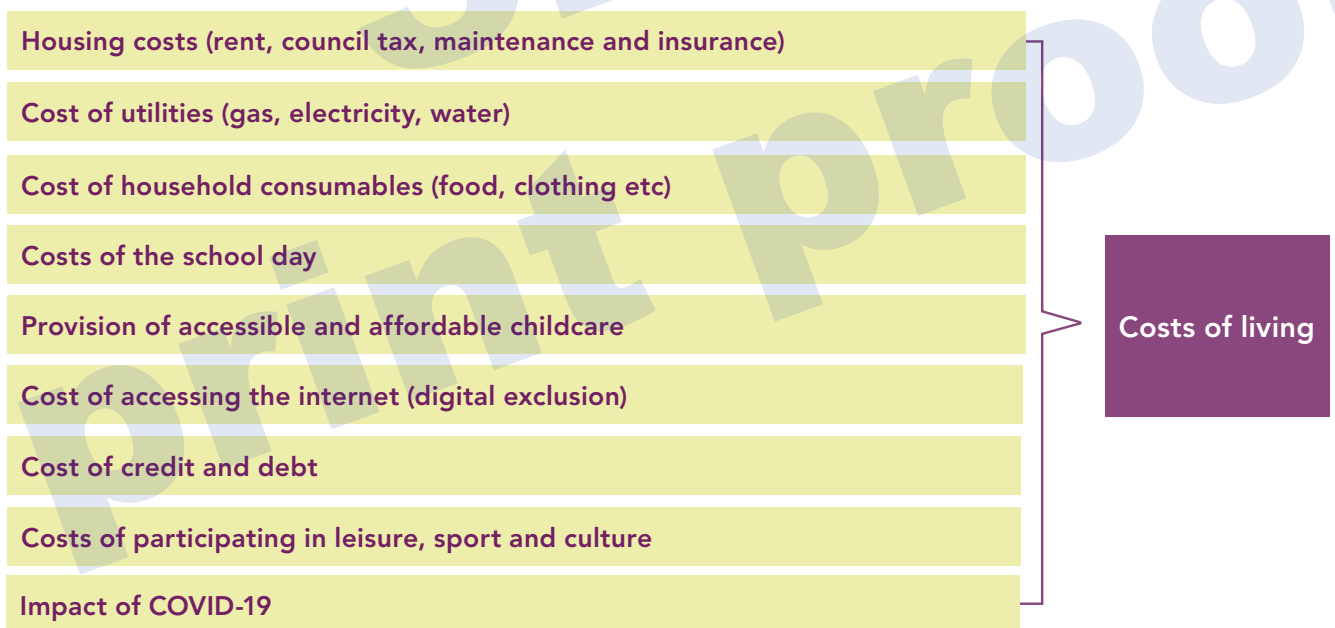 Housing costs (rent, council tax, maintenance and insurance)
Cost of utilities (gas, electricity, water)
Cost of household consumables (food, clothing etc)
Costs of the school day
Provision of accessible and affordable childcare
Cost of accessing the internet (digital exclusion)
Cost of credit and debt
Costs of participating in leisure, sport and culture
Impact of COVID-19
Costs of living
print